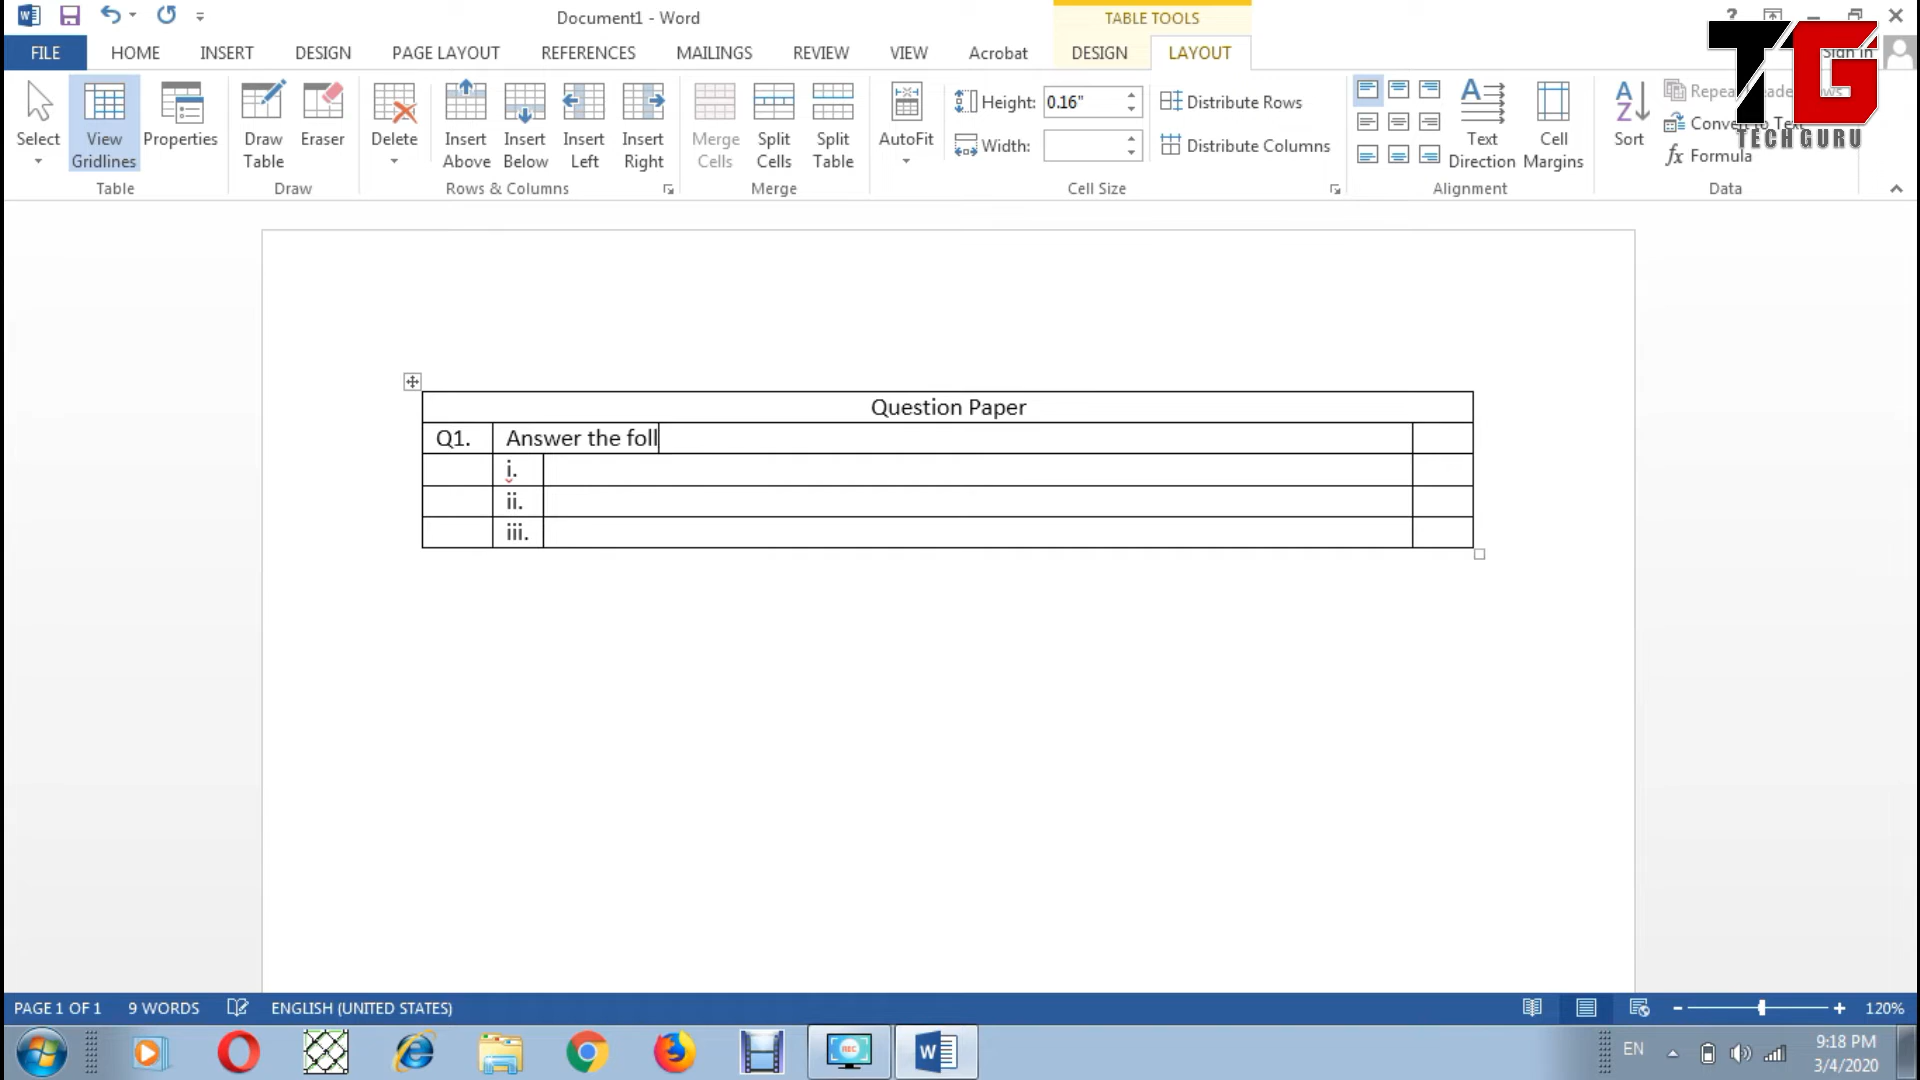 Document1 - Word
TABLE TOOLS
?
FILE
HOME
INSERT
DESIGN
PAGE LAYOUT
REFERENCES
MAILINGS
REVIEW
VIEW
Acrobat
DESIGN
LAYOUT
Sign in
TG
TECH GURU
Select
View
Gridlines
Properties
Table
Draw
Table
Eraser
Draw
Delete
Insert
Above
Insert
Below
Insert
Left
Insert
Right
Rows & Columns
Merge
Cells
Split
Cells
Split
Table
Merge
AutoFit
Height:
0.16"
Width:
Distribute Rows
Distribute Columns
Cell Size
Text
Direction
Cell
Margins
Alignment
Sort
Formula
Data
Question Paper
Q1.
Answer the foll
i.
ii.
iii.
PAGE 1 OF 1
9 WORDS
ENGLISH (UNITED STATES)
120%
REC
EN
9:18 PM
3/4/2020